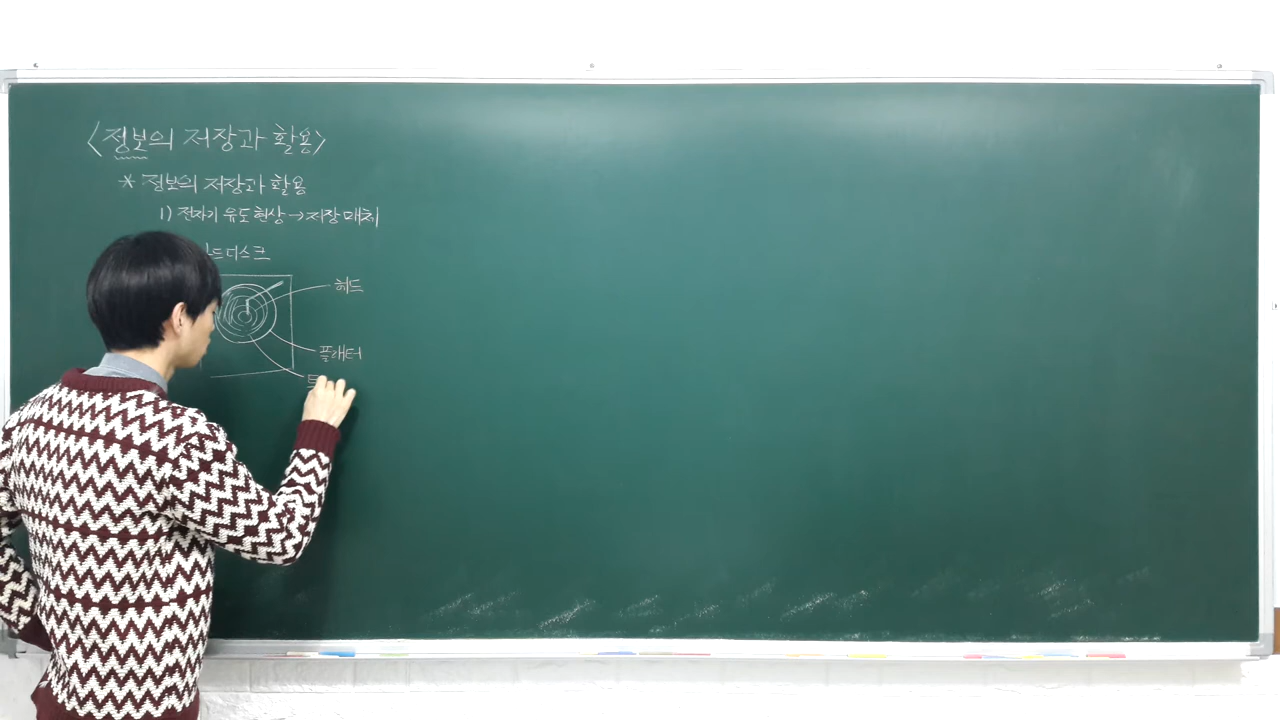 <정보의 저장과 활용>
* 정보의 저장과 활용
1) 전자기 유도 현상 → 저장 매체
드디스크
헤드
플래터
트